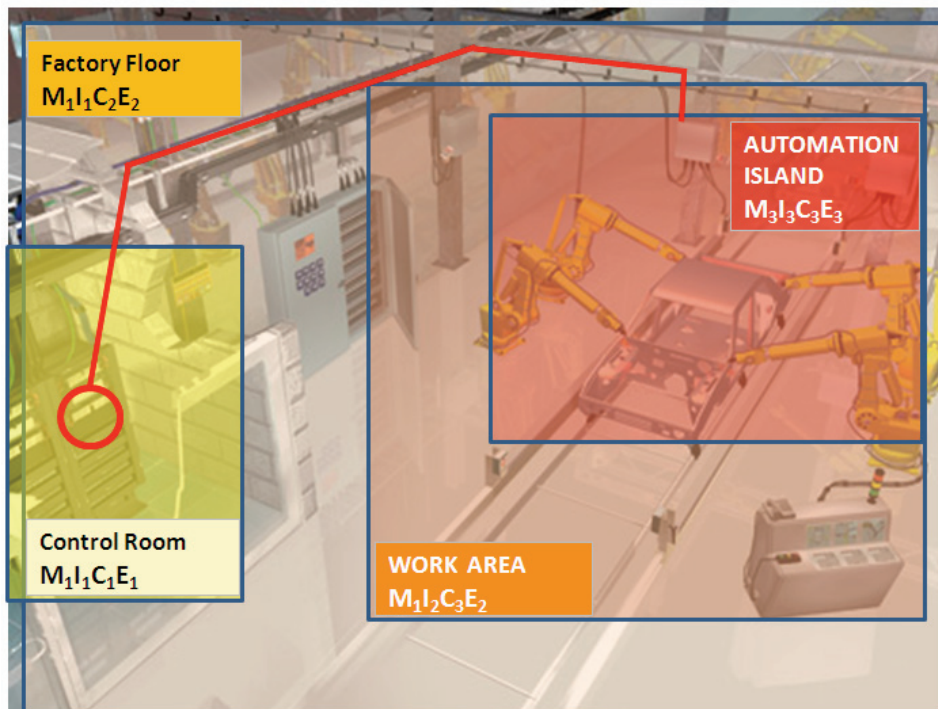 Factory Floor
M₁I₁C₂E₂
AUTOMATION
ISLAND
M₃I₃C₃E₃
Control Room
M₁I₁C₁E₁
WORK AREA
M₁I₂C₃E₂